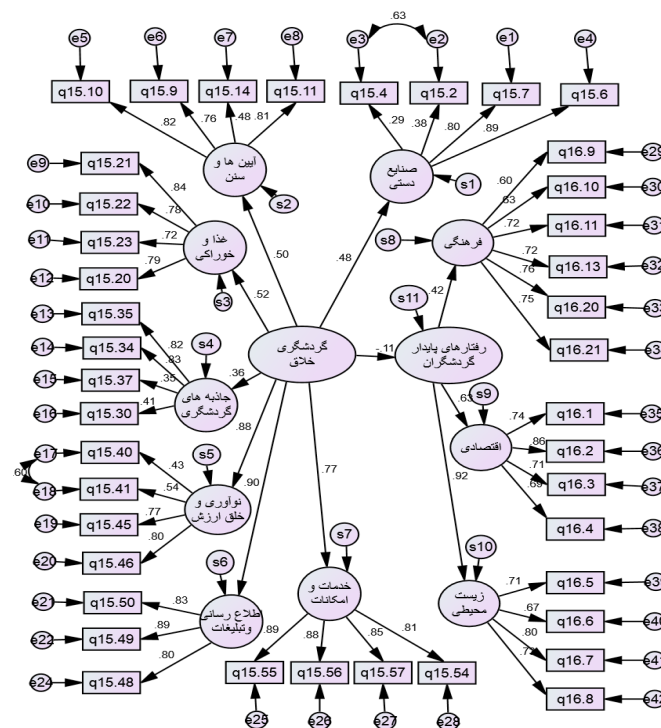 .63
e5 e6 e7 e8 e3 e2 e1 e4
q15.10 q15.9 q15.14 q15.11 q15.4 q15.2 q15.7 q15.6
.82 .76 .48 .81 .29 .38 .80 .89
آیین ها و
سنن
s2
صنایع
دستی
s1
e9 q15.21 .84
e10 q15.22 .78
e11 q15.23 .72
e12 q15.20 .79
غذا و
خوراکی
s3
.50
.48
.52
s8
فرهنگی
.60 q16.9
.63 q16.10
.72 q16.11
.72 q16.13
.76 q16.20
.75 q16.21
.42
s11
e13 q15.35 .82
e14 q15.34 .83
e15 q15.37 .35
e16 q15.30 .41
s4
جاذبه های
گردشگری
.36
گردشگری
خلاق
-.11
رفتارهای پایدار
گردشگران
.63
s9
اقتصادی
.74 q16.1
.86 q16.2
.71 q16.3
.69 q16.4
.60
e17 q15.40 .43
e18 q15.41 .54
e19 q15.45 .77
e20 q15.46 .80
s5
نوآوری و
خلق ارزش
.88
.90
.77
.92
s6
اطلاع رسانی
وتبلیغات
e21 q15.50 .83
e22 q15.49 .89
e24 q15.48 .80
s7
خدمات و
امکانات
.89 .88 .85 .81
q15.55 q15.56 q15.57 q15.54
e25 e26 e27 e28
s10
زیست
محیطی
.71 q16.5
.67 q16.6
.80 q16.7
q16.8